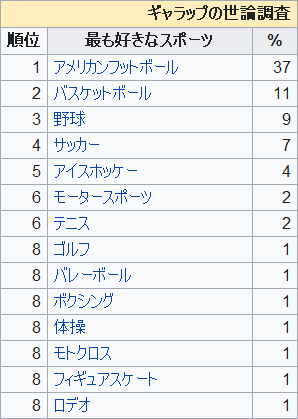 ギャラップの世論調査
順位 最も好きなスポーツ %
1 アメリカンフットボール 37
2 バスケットボール 11
3 野球 9
4 サッカー 7
5 アイスホッケー 4
6 モータースポーツ 2
6 テニス 2
8 ゴルフ 1
8 バレーボール 1
8 ボクシング 1
8 体操 1
8 モトクロス 1
8 フィギュアスケート 1
8 ロデオ 1